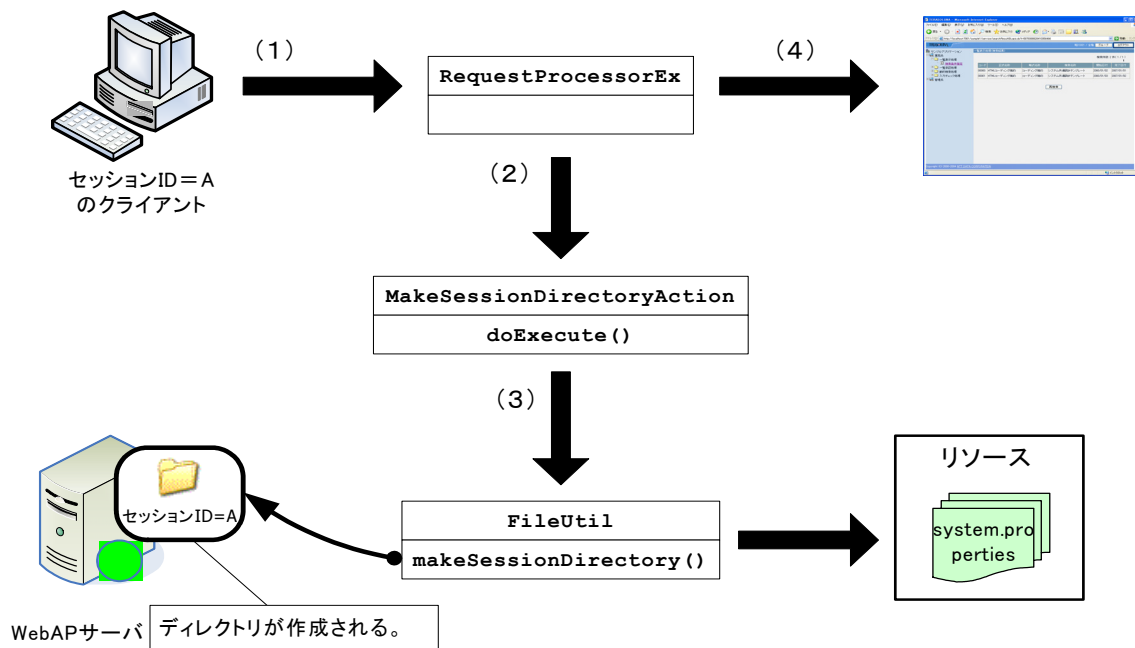 (1)
(4)
RequestProcessorEx
セッションID=A
のクライアント
(2)
MakeSessionDirectoryAction
doExecute()
(3)
リソース
system.pro
perties
セッションID=A
FileUtil
makeSessionDirectory()
WebAPサーバ
ディレクトリが作成される。